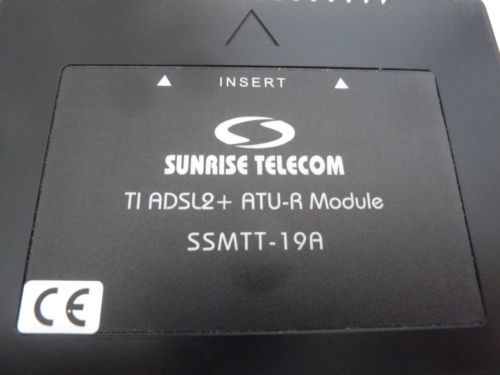 INSERT
SUNRISE TELECOM
TI ADSL2+ ATU-R Module
SSMTT-19A
CE